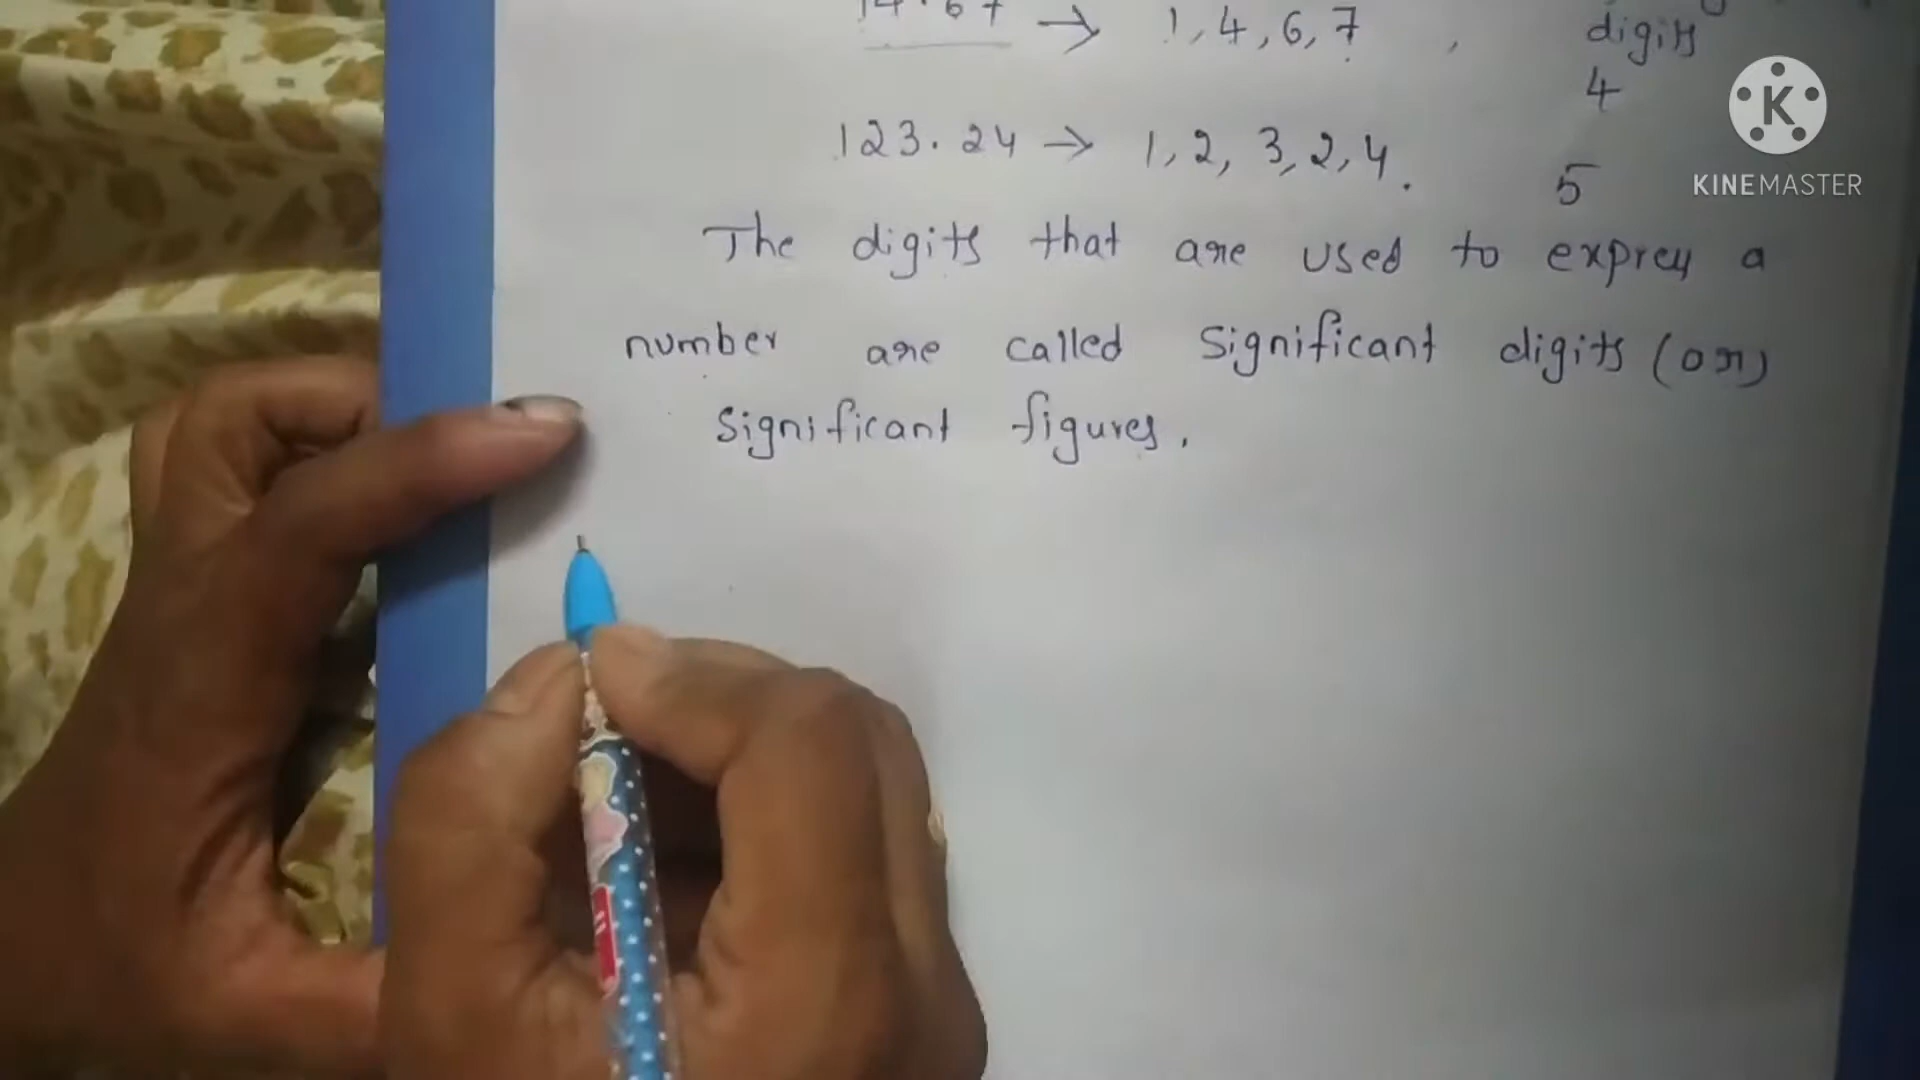 14.67 → 1,4,6,7 , digits
4
123.24 → 1,2,3,2,4. 5
The digits that are used to express a
number are called Significant digits (or)
Significant figures.
K
KINEMASTER